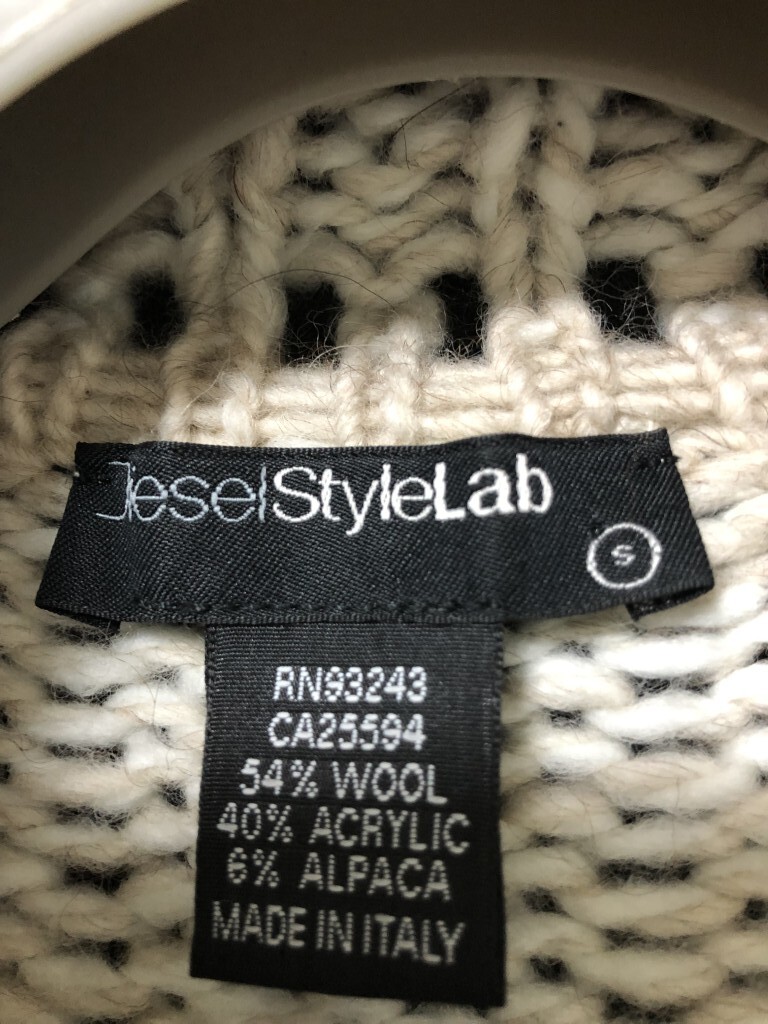 DieselStyleLab
S
RN93243
CA25594
54% WOOL
40% ACRYLIC
6% ALPACA
MADE IN ITALY